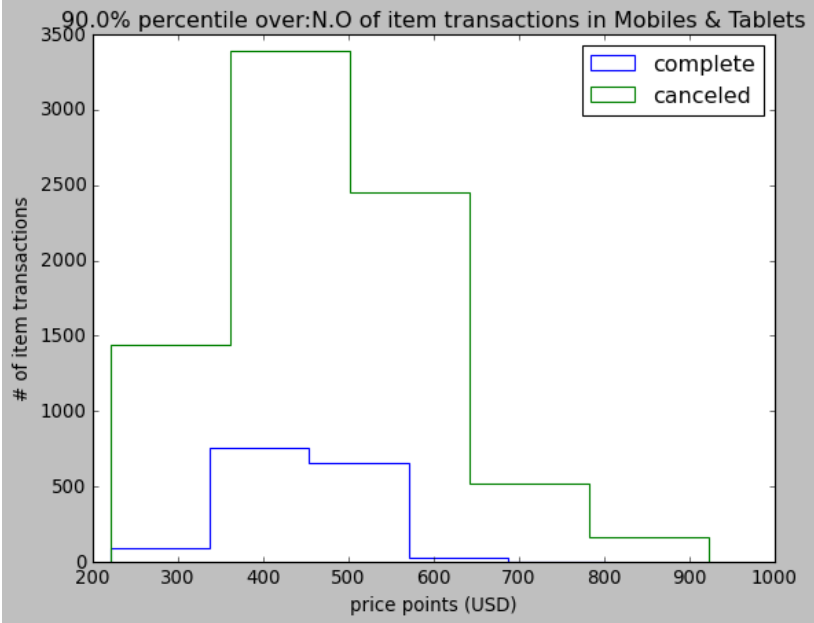 90.0% percentile over:N.O of item transactions in Mobiles & Tablets
complete
canceled
3500
3000
2500
2000
1500
1000
500
0
# of item transactions
200 300 400 500 600 700 800 900 1000
price points (USD)